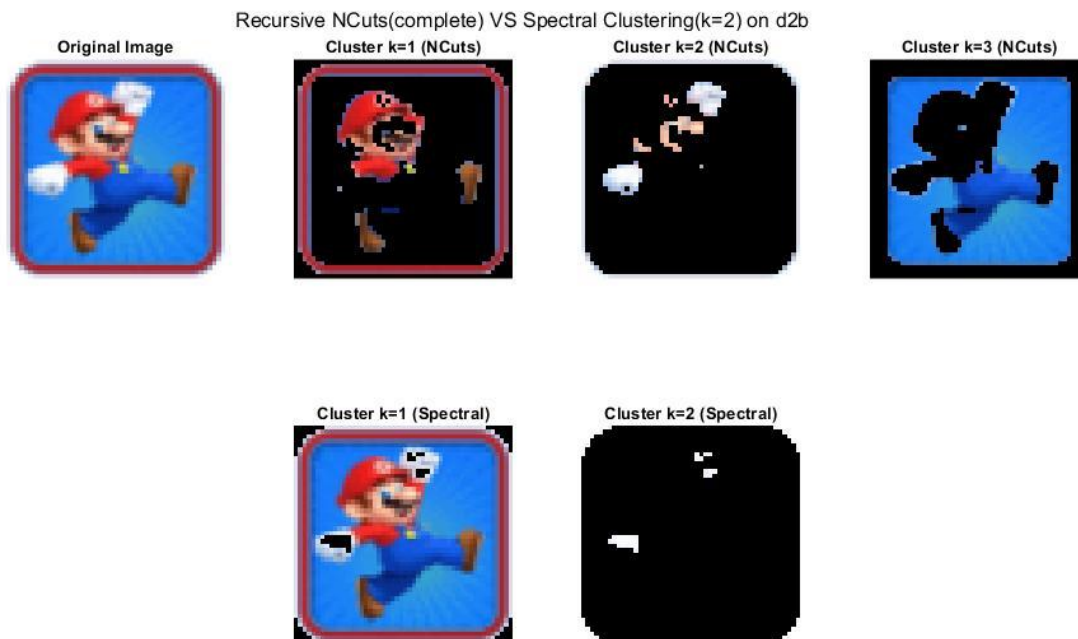 Recursive NCuts(complete) VS Spectral Clustering(k=2) on d2b
Original Image
Cluster k=1 (NCuts)
Cluster k=2 (NCuts)
Cluster k=3 (NCuts)
Cluster k=1 (Spectral)
Cluster k=2 (Spectral)